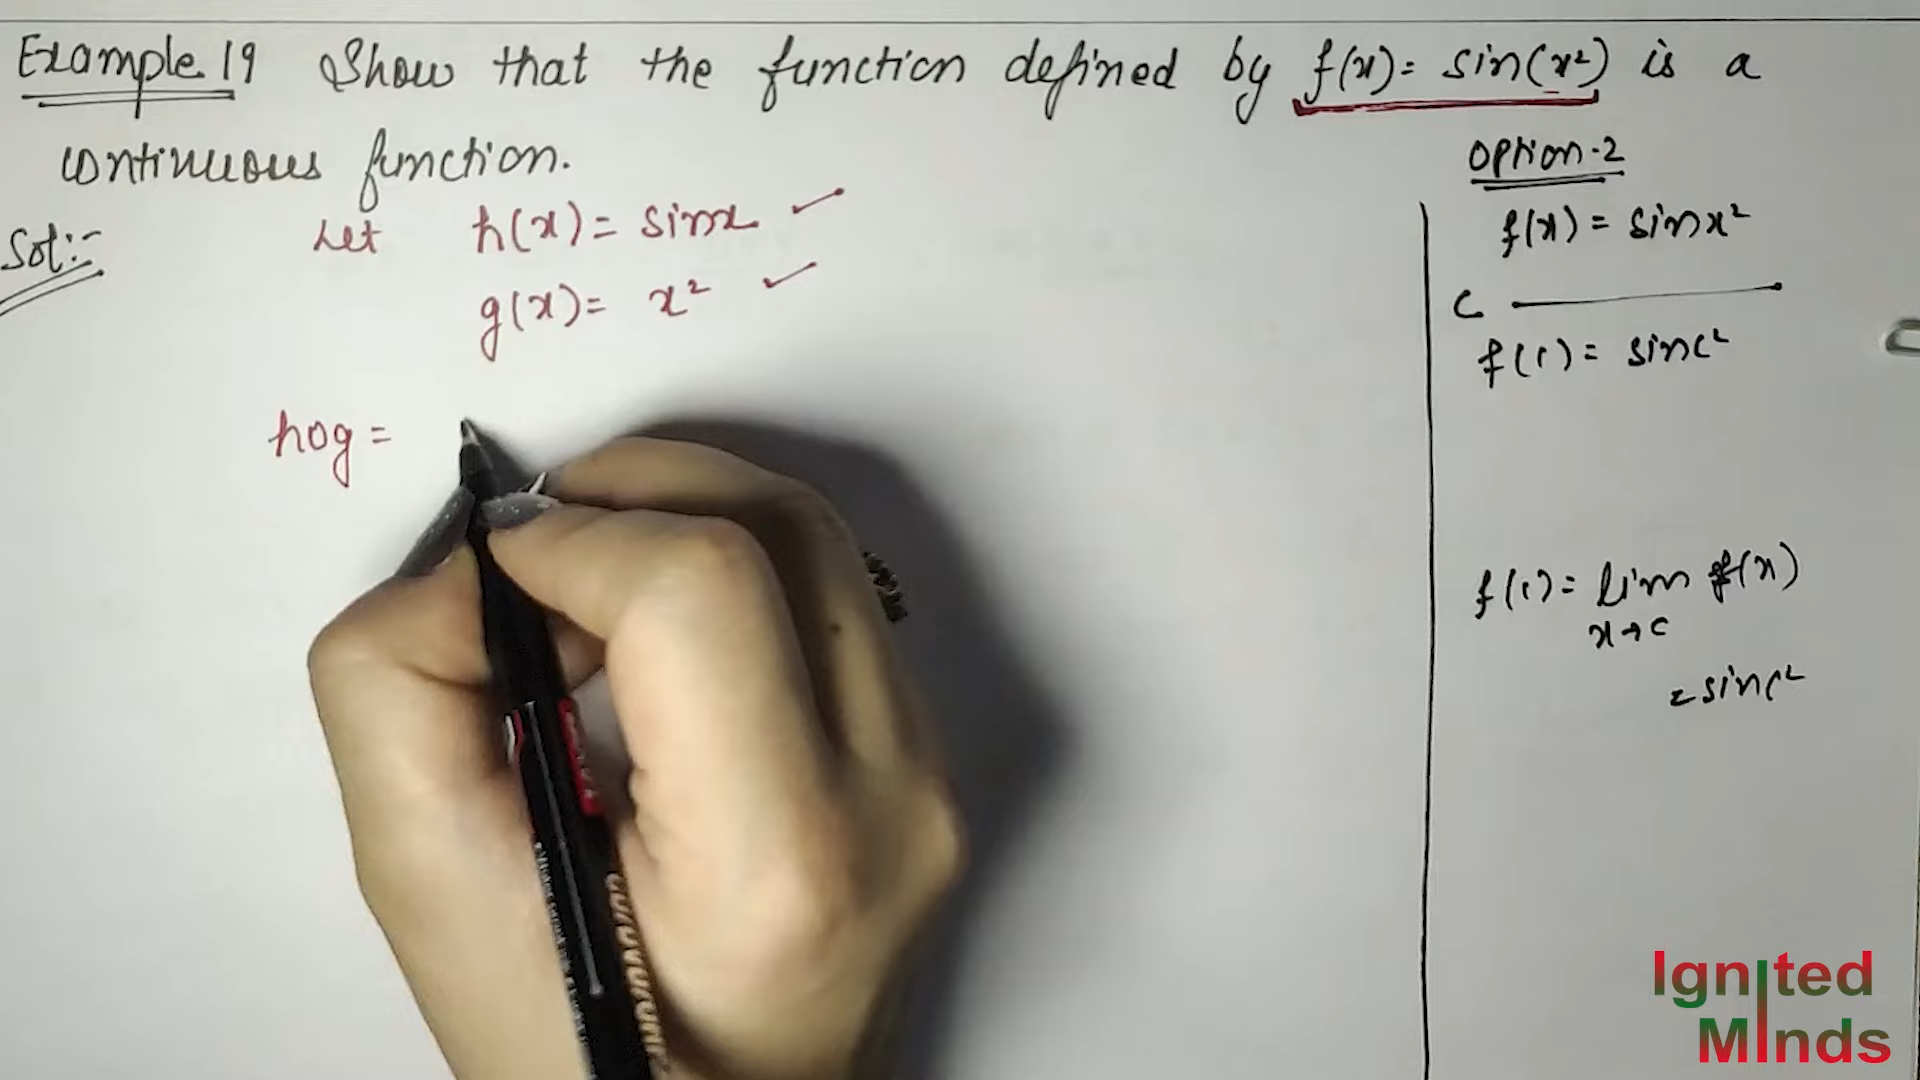 Example.19 Show that the function defined by f(x)= sin(x²) is a
continuous function.
Sol:-
Let h(x)= sinx ✓
g(x)= x² ✓
hog=
Option-2
f(x)= sinx²
c
f(c)= sinc²
f(c)= lim f(x)
x→c
= sinc²
Ignited
Minds